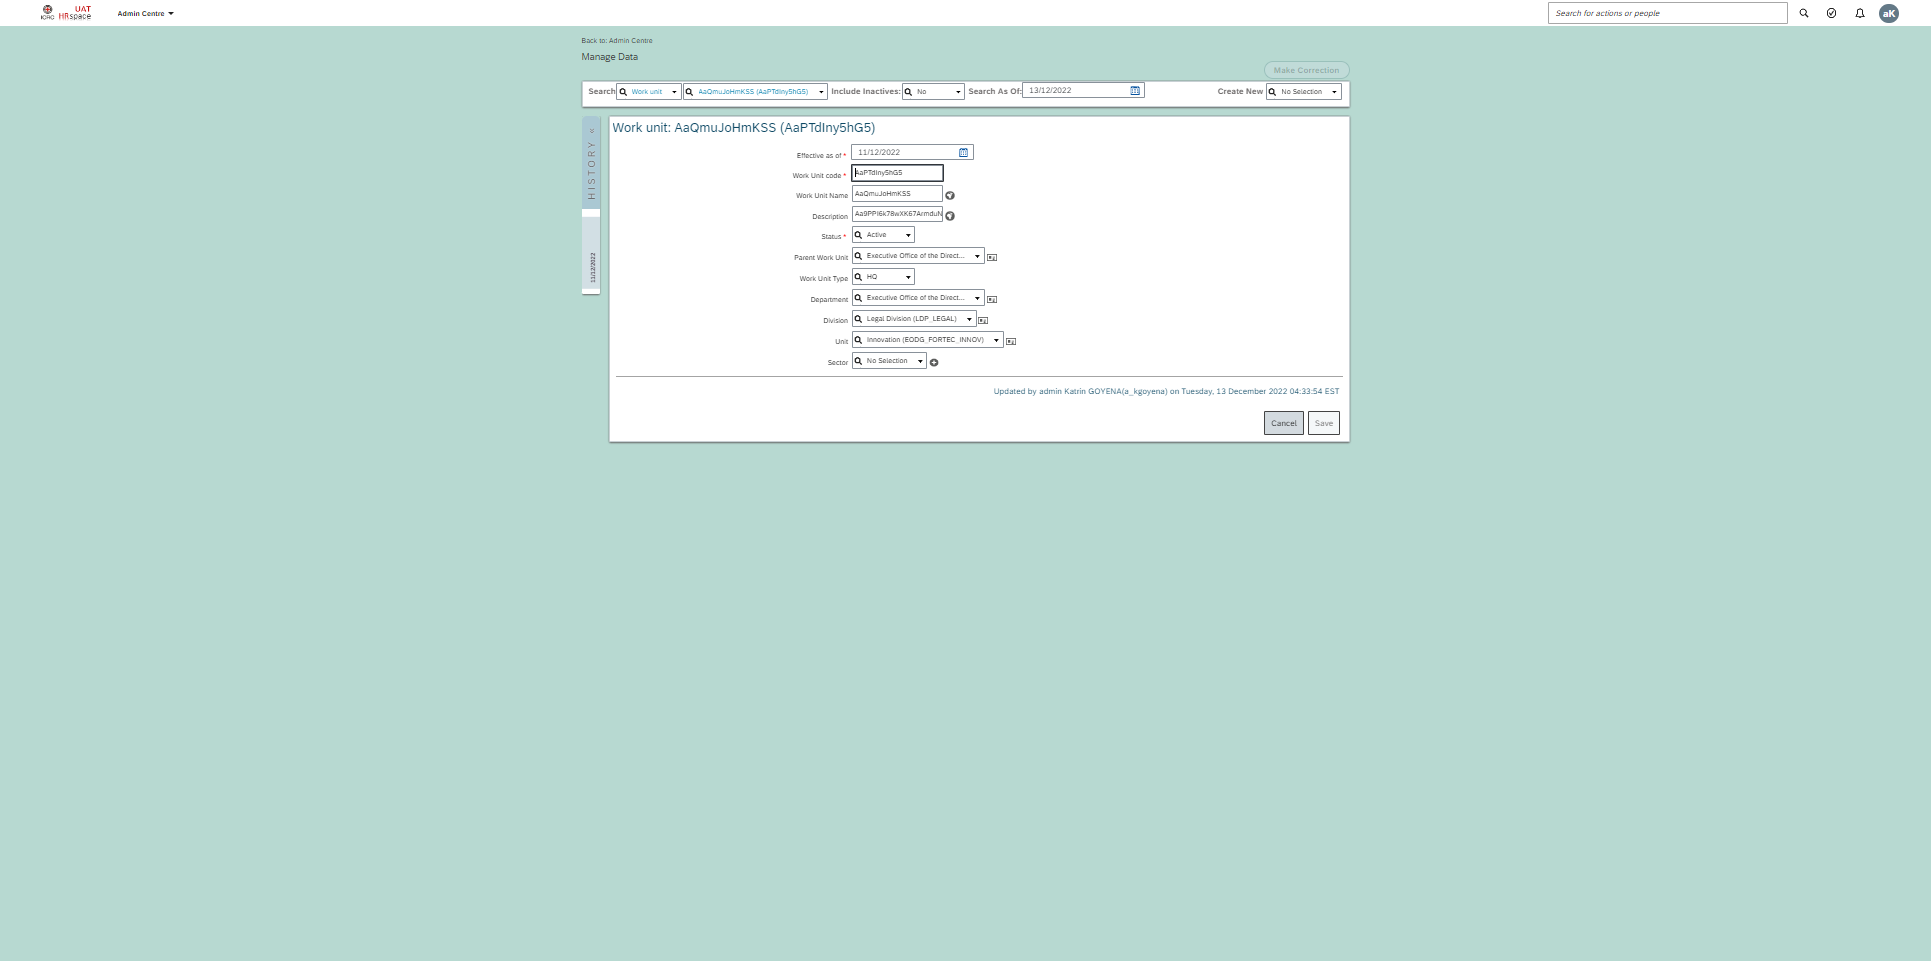 ICRC
UAT
HRspace
Admin Centre
Search for actions or people
aK
Back to: Admin Centre
Manage Data
Make Correction
Search
Work unit
AaQmuJoHmKSS (AaPTdIny5hG5)
Include Inactives:
No
Search As Of:
13/12/2022
Create New
No Selection
HISTORY »
11/12/2022
Work unit: AaQmuJoHmKSS (AaPTdIny5hG5)
Effective as of *
11/12/2022
Work Unit code *
AaPTdIny5hG5
Work Unit Name
AaQmuJoHmKSS
Description
Aa9PPI6k78wXK67ArmduN
Status *
Active
Parent Work Unit
Executive Office of the Direct...
Work Unit Type
HQ
Department
Executive Office of the Direct...
Division
Legal Division (LDP_LEGAL)
Unit
Innovation (EODG_FORTEC_INNOV)
Sector
No Selection
Updated by admin Katrin GOYENA(a_kgoyena) on Tuesday, 13 December 2022 04:33:54 EST
Cancel
Save